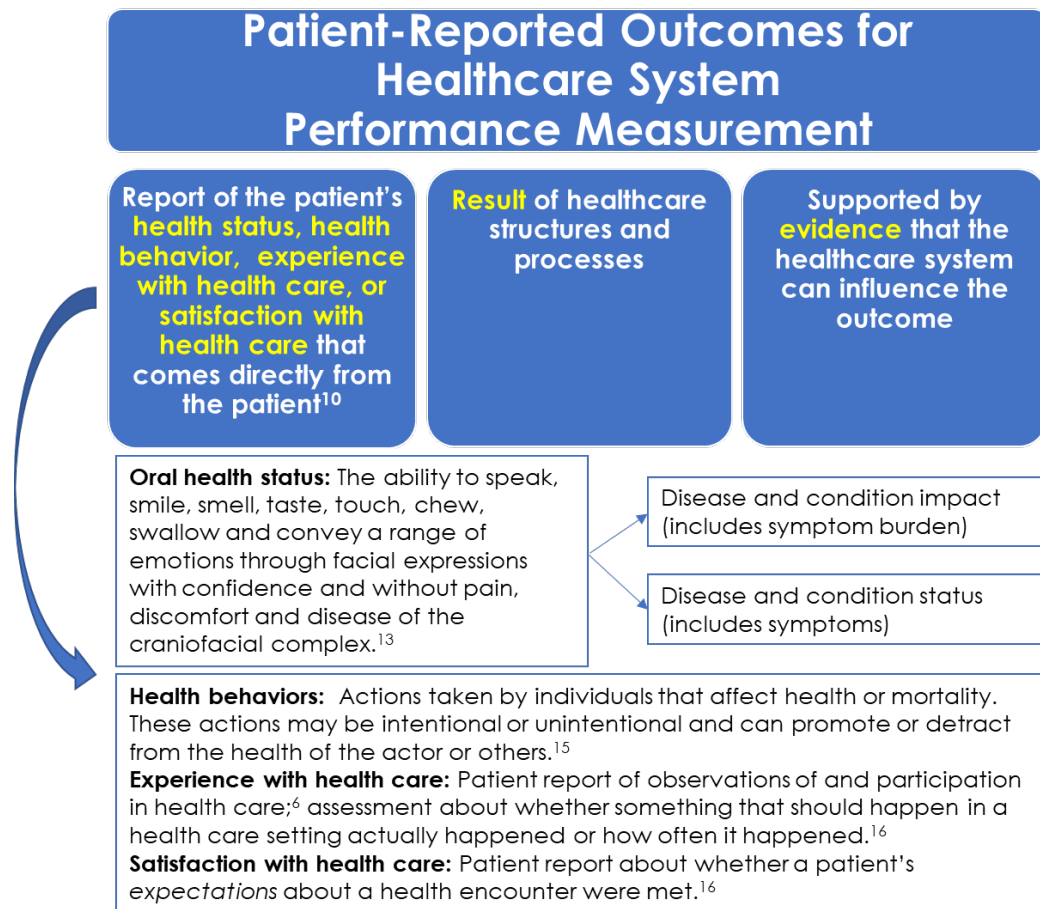 Patient-Reported Outcomes for
Healthcare System
Performance Measurement
Report of the patient’s
health status, health
behavior, experience
with health care, or
satisfaction with
health care that
comes directly from
the patient¹⁰
Result of healthcare
structures and
processes
Supported by
evidence that the
healthcare system
can influence the
outcome
Oral health status: The ability to speak,
smile, smell, taste, touch, chew,
swallow and convey a range of
emotions through facial expressions
with confidence and without pain,
discomfort and disease of the
craniofacial complex.¹³
Disease and condition impact
(includes symptom burden)
Disease and condition status
(includes symptoms)
Health behaviors: Actions taken by individuals that affect health or mortality.
These actions may be intentional or unintentional and can promote or detract
from the health of the actor or others.¹⁵
Experience with health care: Patient report of observations of and participation
in health care;⁶ assessment about whether something that should happen in a
health care setting actually happened or how often it happened.¹⁶
Satisfaction with health care: Patient report about whether a patient’s
expectations about a health encounter were met.¹⁶